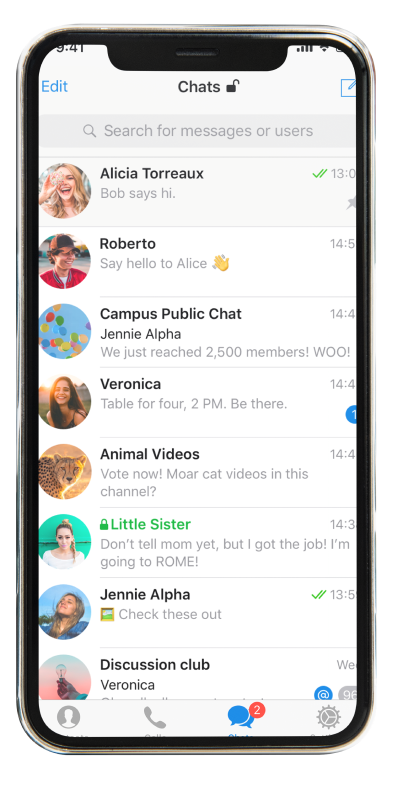 9:41
Edit
Chats
Search for messages or users
Alicia Torreaux
13:0
Bob says hi.
Roberto
14:5
Say hello to Alice 👋
Campus Public Chat
14:4
Jennie Alpha
We just reached 2,500 members! WOO!
Veronica
14:4
Table for four, 2 PM. Be there.
1
Animal Videos
14:4
Vote now! Moar cat videos in this
channel?
Little Sister
14:3
Don't tell mom yet, but I got the job! I'm
going to ROME!
Jennie Alpha
13:5
🖼 Check these out
Discussion club
We
Veronica
@ 96
2